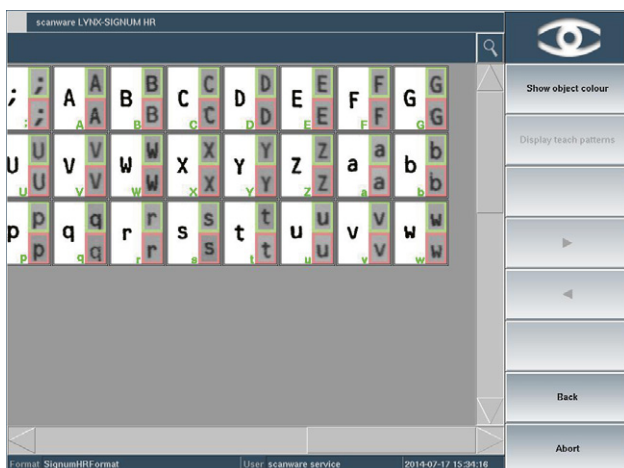 scanware LYNX-SIGNUM HR
; A B C D E F G
; A B C D E F G
; ; A A B B C C D D E E F F G G
U V W X Y Z a b
U V W X Y Z a b
U U V V W W X X Y Y Z Z a a b b
p q r s t u v w
p q r s t u v w
p p q q r r s s t t u u v v w w
Show object colour
Display teach patterns
Back
Abort
Format SignumHRFormat User scanware service 2014-07-17 15:34:16